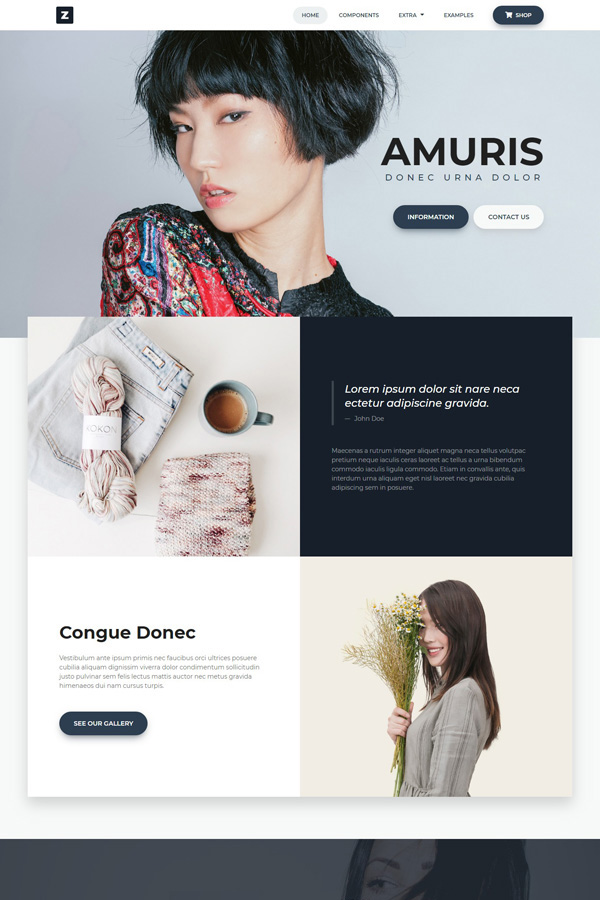 Z
HOME
COMPONENTS
EXTRA
EXAMPLES
SHOP
AMURIS
DONEC URNA DOLOR
INFORMATION
CONTACT US
KOKON
Lorem ipsum dolor sit nare neca
ectetur adipiscine gravida.
— John Doe
Maecenas a rutrum integer aliquet magna neca tellus volutpac
pretium neque iaculis ceras laoreet ac tellus a urna bibendum
commodo iaculis ligula commodo. Etiam in convallis ante, quis
interdum urna aliquam eget nisl laoreet nec gravida cubilia
adipiscing sem in posuere.
Congue Donec
Vestibulum ante ipsum primis nec faucibus orci ultrices posuere
cubilia aliquam dignissim viverra dolor condimentum sollicitudin
justo pulvinar sem felis lectus mattis auctor nec metus gravida
himenaeos dui nam cursus turpis.
SEE OUR GALLERY